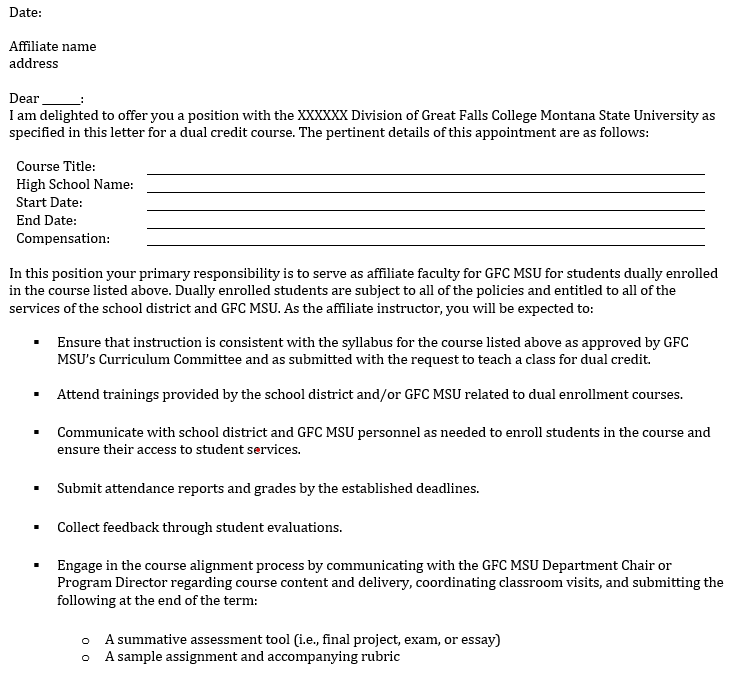 Date:
Affiliate name
address
Dear ______:
I am delighted to offer you a position with the XXXXXX Division of Great Falls College Montana State University as
specified in this letter for a dual credit course. The pertinent details of this appointment are as follows:
Course Title:
High School Name:
Start Date:
End Date:
Compensation:
In this position your primary responsibility is to serve as affiliate faculty for GFC MSU for students dually enrolled
in the course listed above. Dually enrolled students are subject to all of the policies and entitled to all of the
services of the school district and GFC MSU. As the affiliate instructor, you will be expected to:
▪ Ensure that instruction is consistent with the syllabus for the course listed above as approved by GFC
MSU's Curriculum Committee and as submitted with the request to teach a class for dual credit.
▪ Attend trainings provided by the school district and/or GFC MSU related to dual enrollment courses.
▪ Communicate with school district and GFC MSU personnel as needed to enroll students in the course and
ensure their access to student services.
▪ Submit attendance reports and grades by the established deadlines.
▪ Collect feedback through student evaluations.
▪ Engage in the course alignment process by communicating with the GFC MSU Department Chair or
Program Director regarding course content and delivery, coordinating classroom visits, and submitting the
following at the end of the term:
o A summative assessment tool (i.e., final project, exam, or essay)
o A sample assignment and accompanying rubric